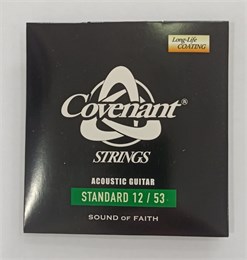 Long-Life
COATING
Covenant®
STRINGS
ACOUSTIC GUITAR
STANDARD 12 / 53
SOUND OF FAITH